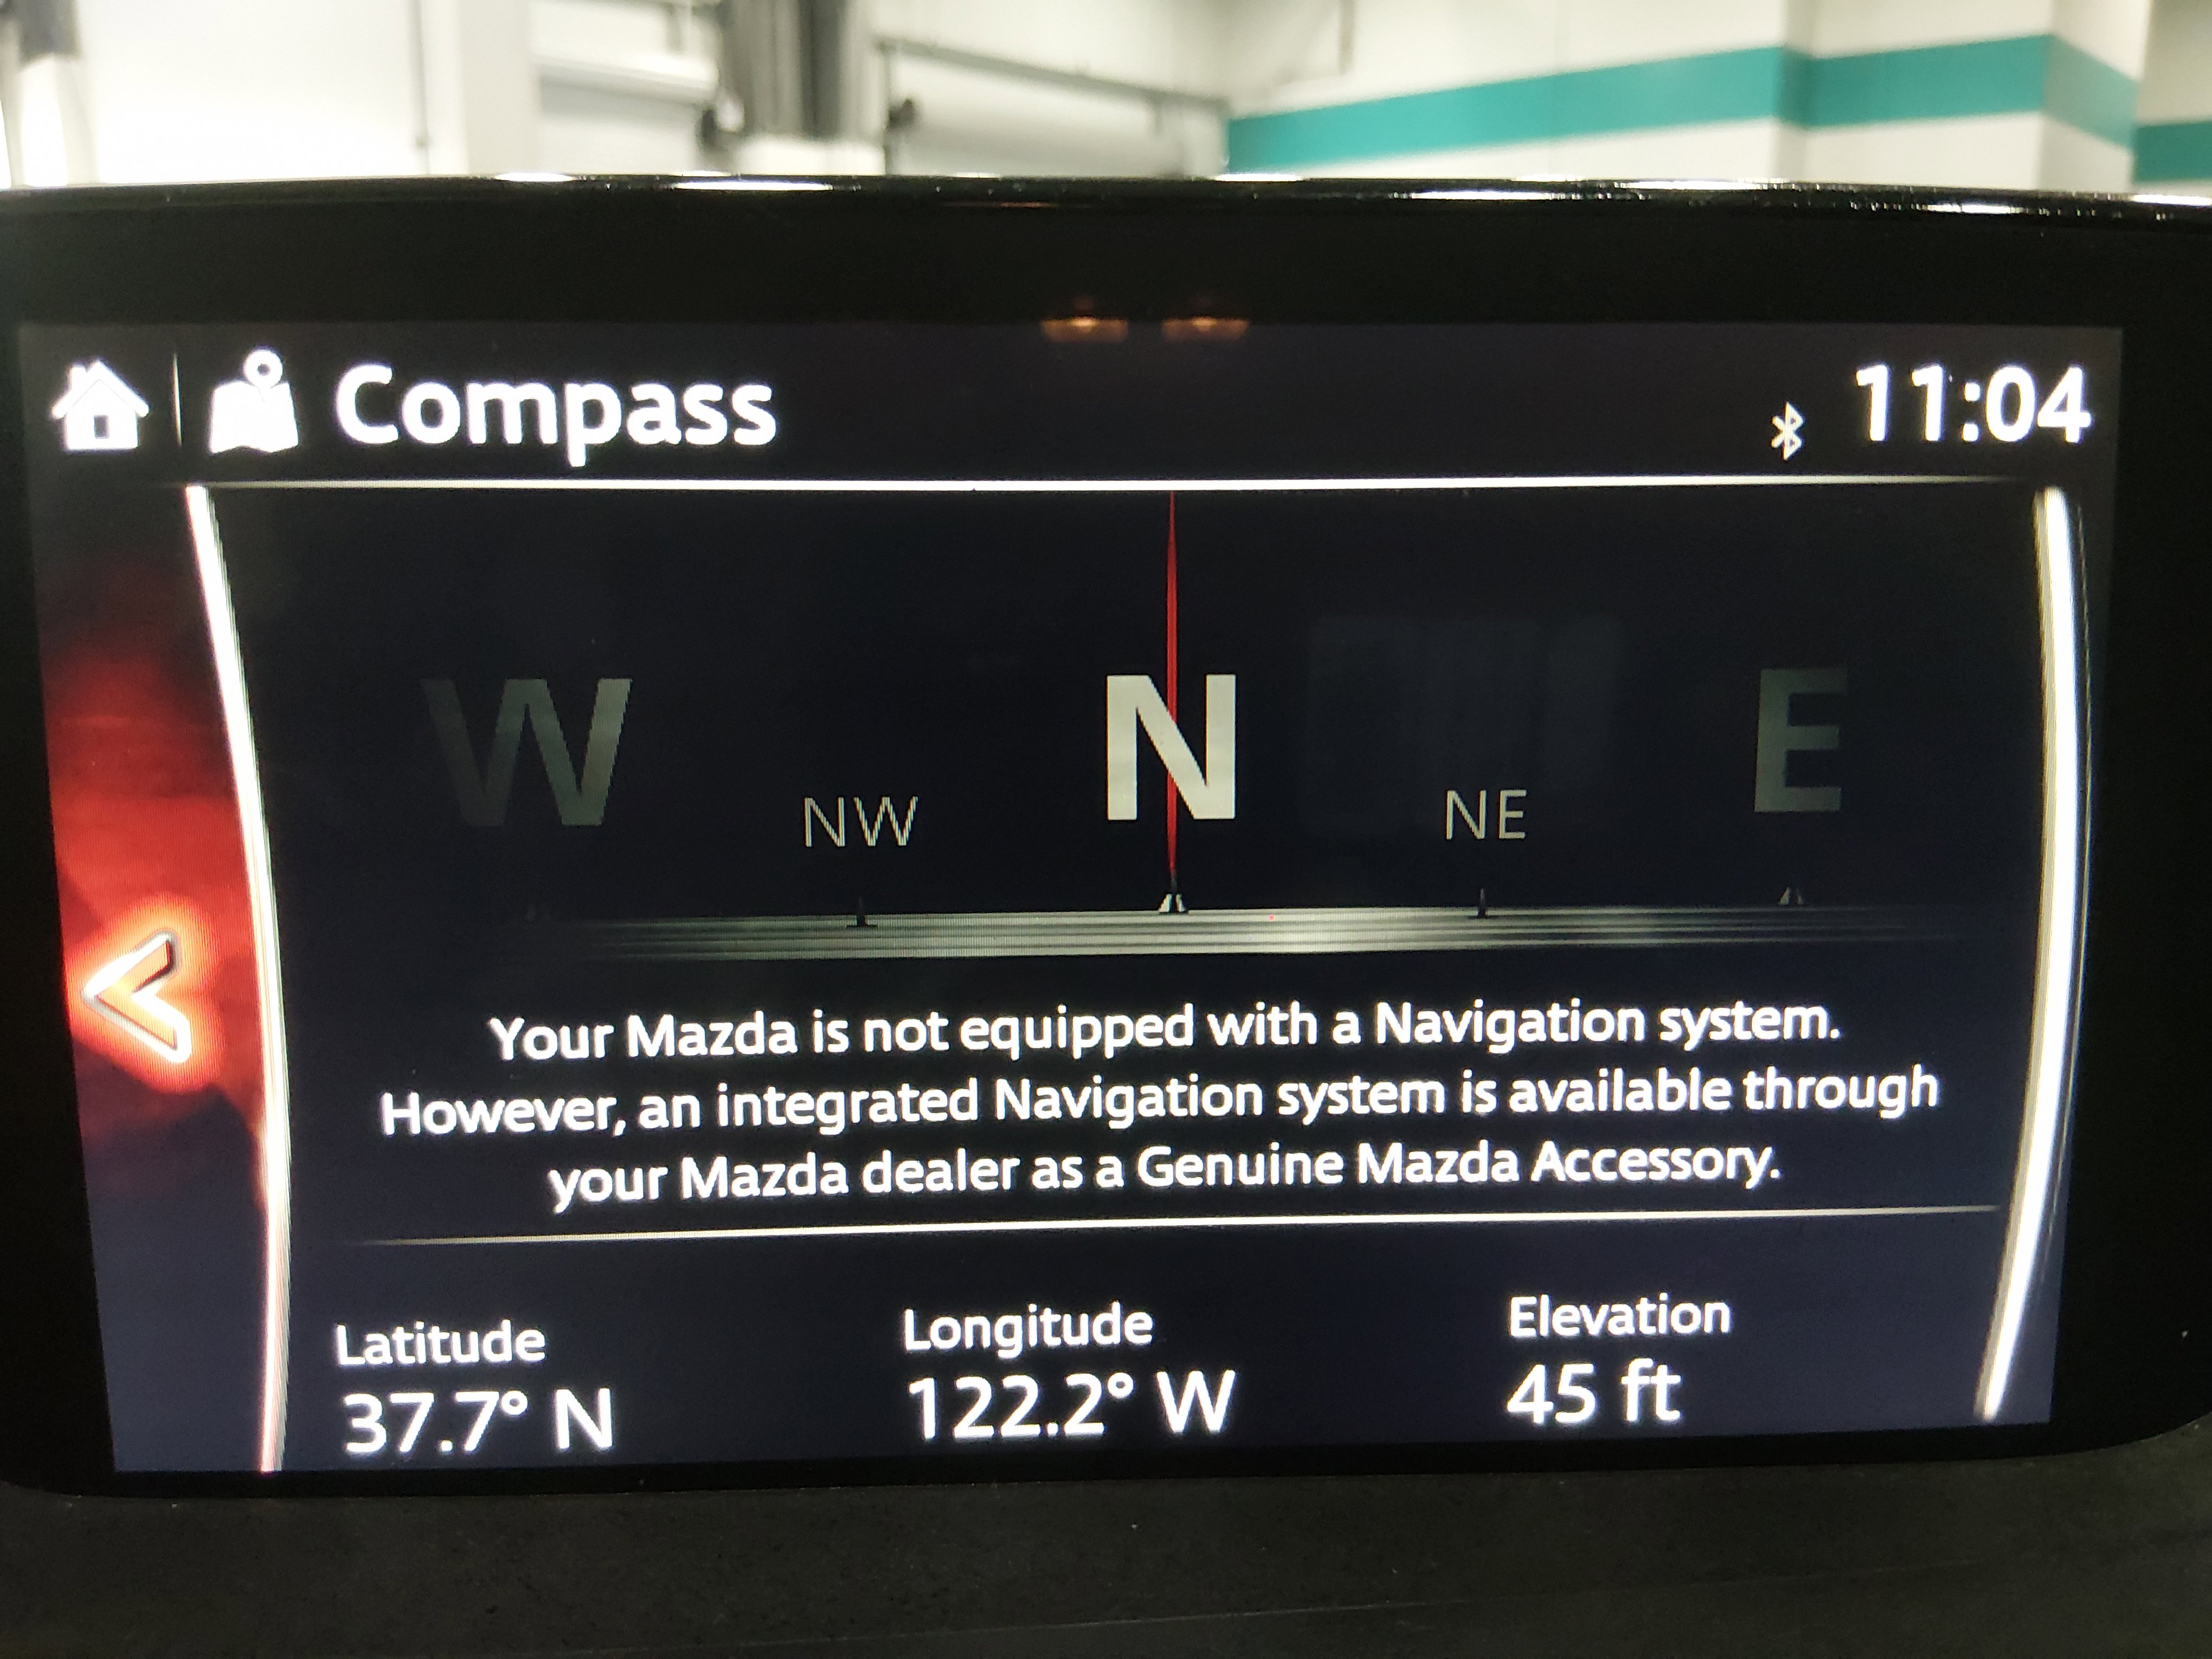 Compass
11:04
W NW N NE E
Your Mazda is not equipped with a Navigation system.
However, an integrated Navigation system is available through
your Mazda dealer as a Genuine Mazda Accessory.
Latitude Longitude Elevation
37.7° N 122.2° W 45 ft